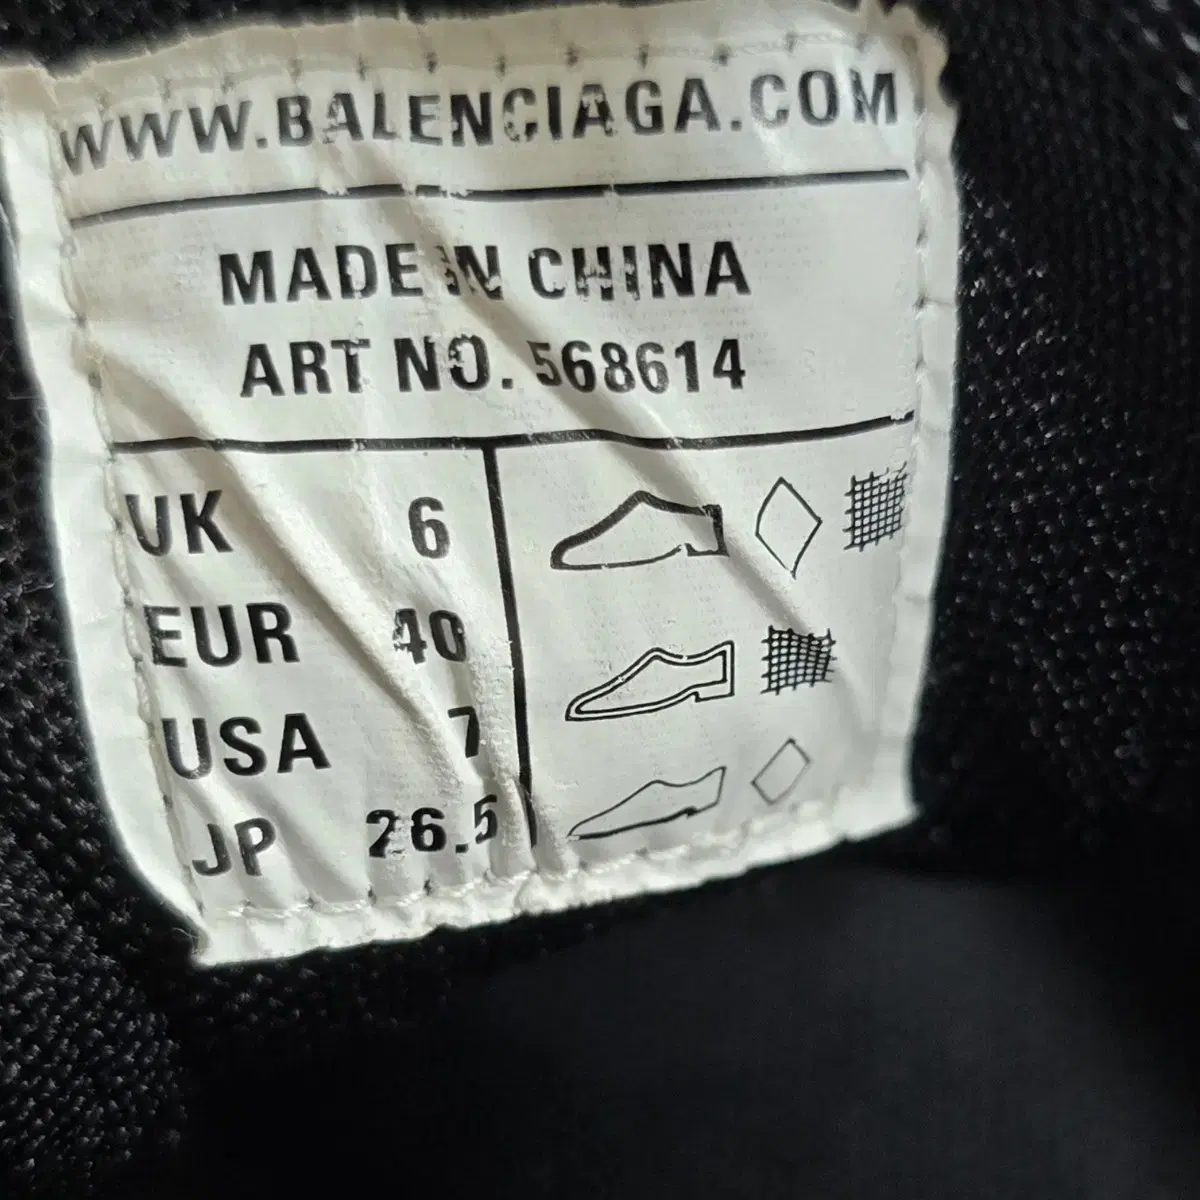 WWW.BALENCIAGA.COM
MADE IN CHINA
ART NO. 568614
UK 6
EUR 40
USA 7
JP 26.5